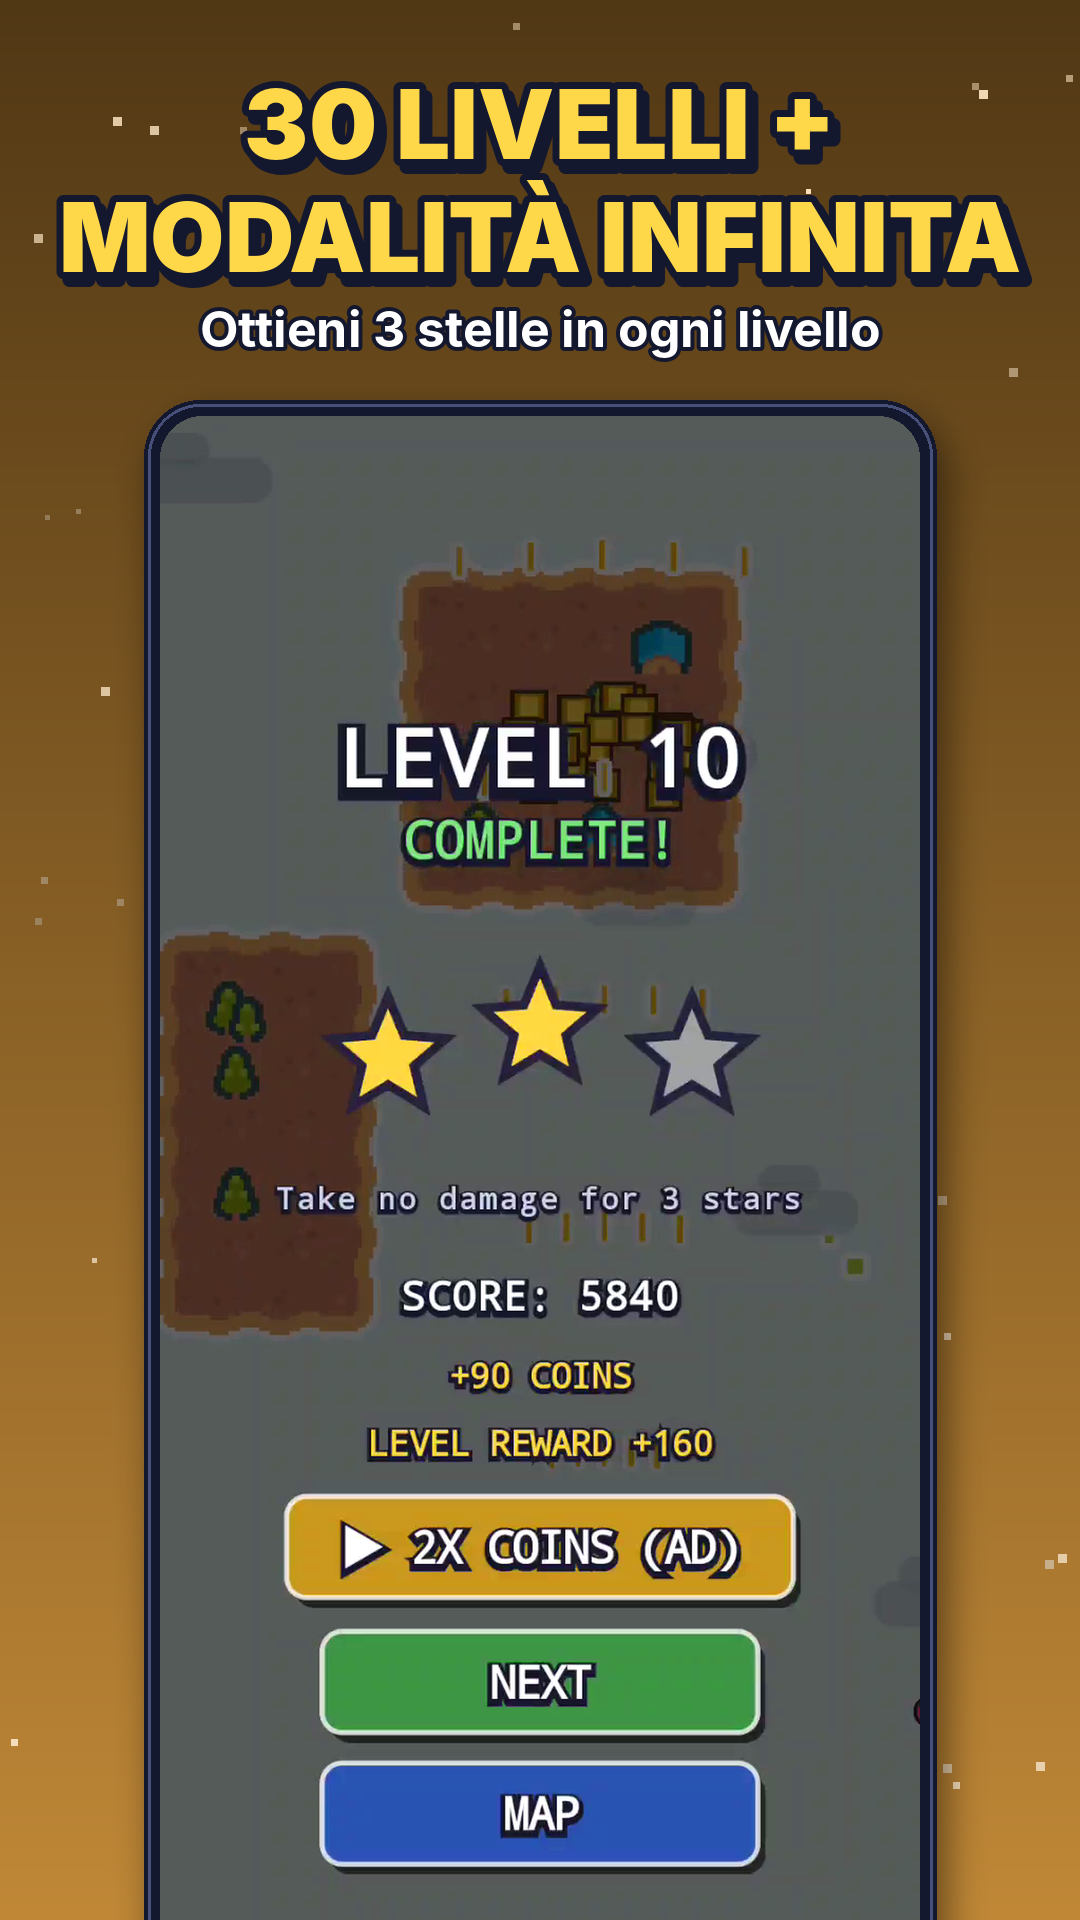 30 LIVELLI +
MODALITÀ INFINITA
Ottieni 3 stelle in ogni livello
LEVEL 10
COMPLETE!
Take no damage for 3 stars
SCORE: 5840
+90 COINS
LEVEL REWARD +160
2X COINS (AD)
NEXT
MAP